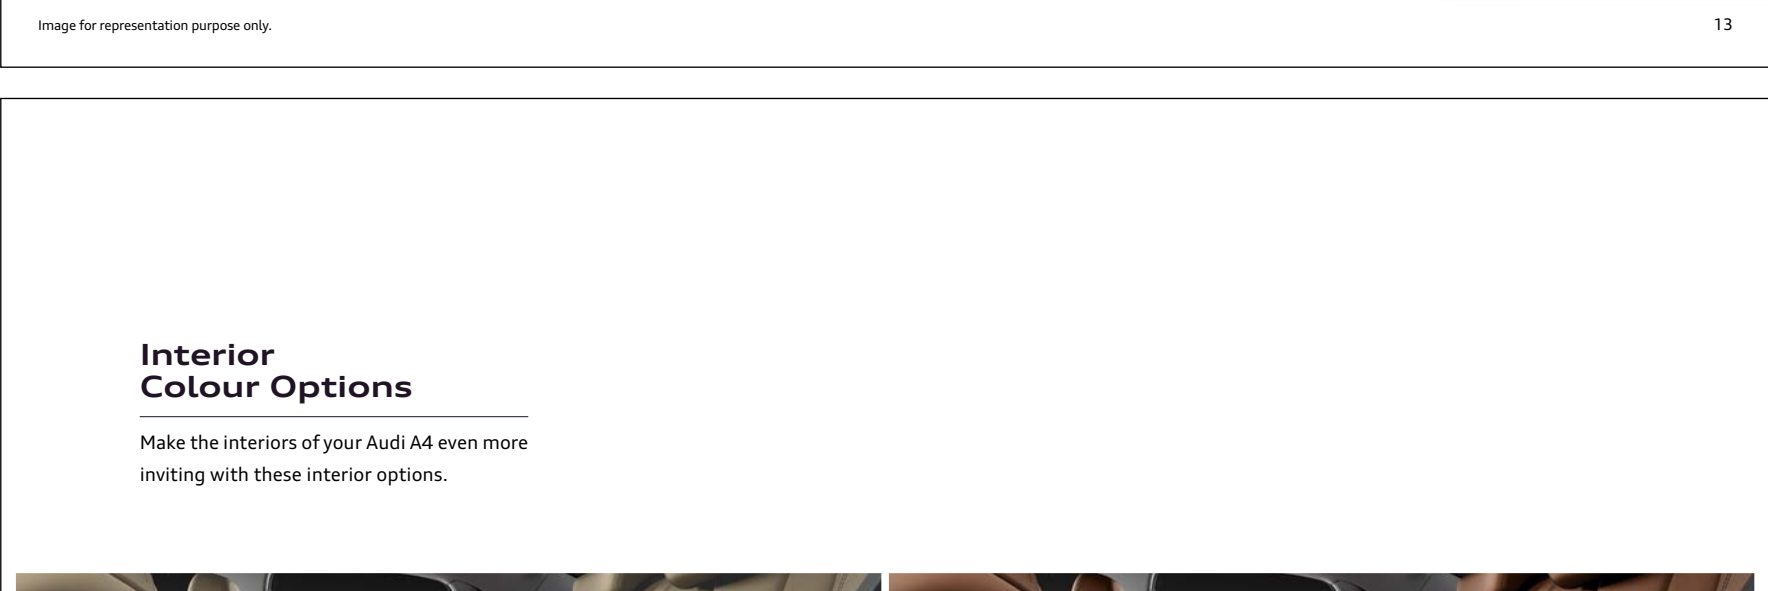 Image for representation purpose only.
13
Interior
Colour Options
Make the interiors of your Audi A4 even more
inviting with these interior options.